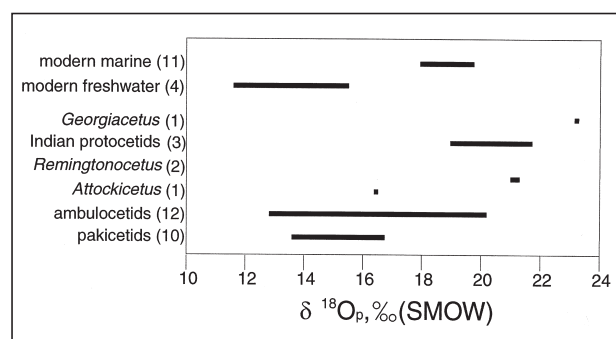 modern marine (11)
modern freshwater (4)
Georgiacetus (1)
Indian protocetids (3)
Remingtonocetus (2)
Attockicetus (1)
ambulocetids (12)
pakicetids (10)
10 12 14 16 18 20 22 24
δ ¹⁸Oₚ,‰(SMOW)